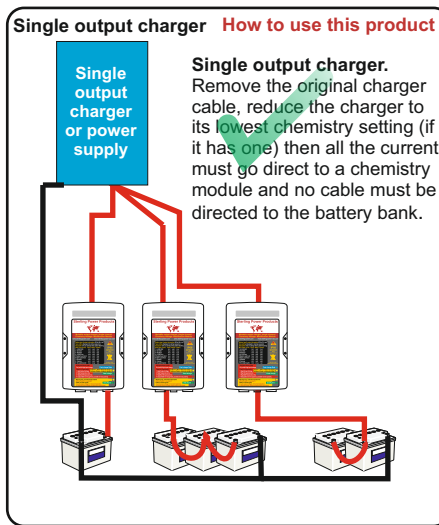 Single output charger How to use this product
Single
output
charger
or power
supply
Single output charger.
Remove the original charger
cable, reduce the charger to
its lowest chemistry setting (if
it has one) then all the current
must go direct to a chemistry
module and no cable must be
directed to the battery bank.
Sterling Power Products
Sterling Power Products
Sterling Power Products